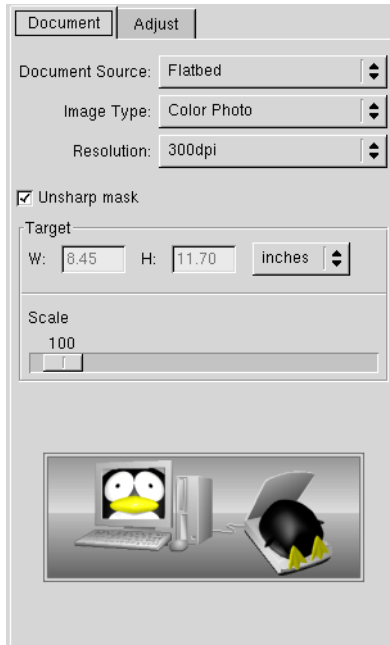 Document Adjust
Document Source: Flatbed
Image Type: Color Photo
Resolution: 300dpi
Unsharp mask
Target
W: 8.45 H: 11.70 inches
Scale
100